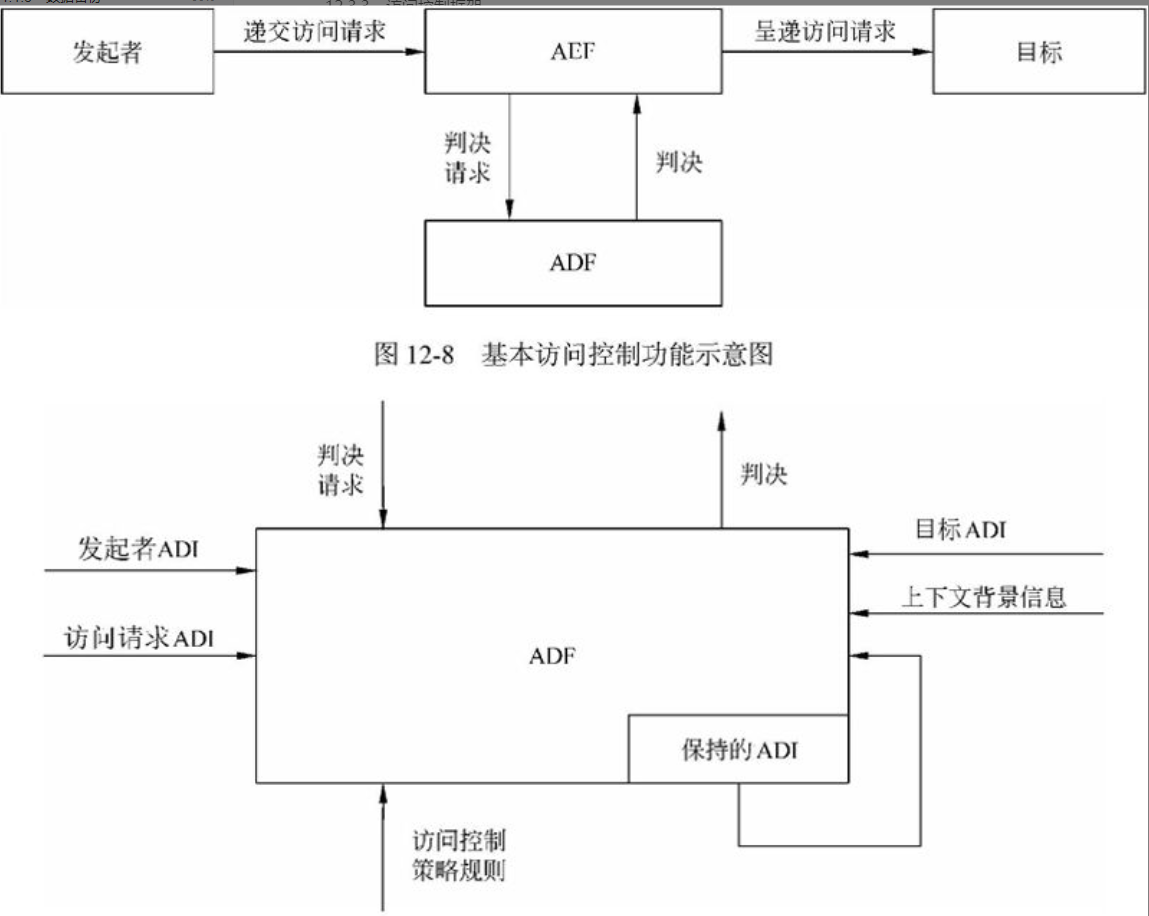 发起者
递交访问请求
AEF
呈递访问请求
目标
判决
请求
判决
ADF
图 12-8 基本访问控制功能示意图
判决
请求
判决
发起者ADI
目标ADI
上下文背景信息
访问请求ADI
ADF
保持的ADI
访问控制
策略规则